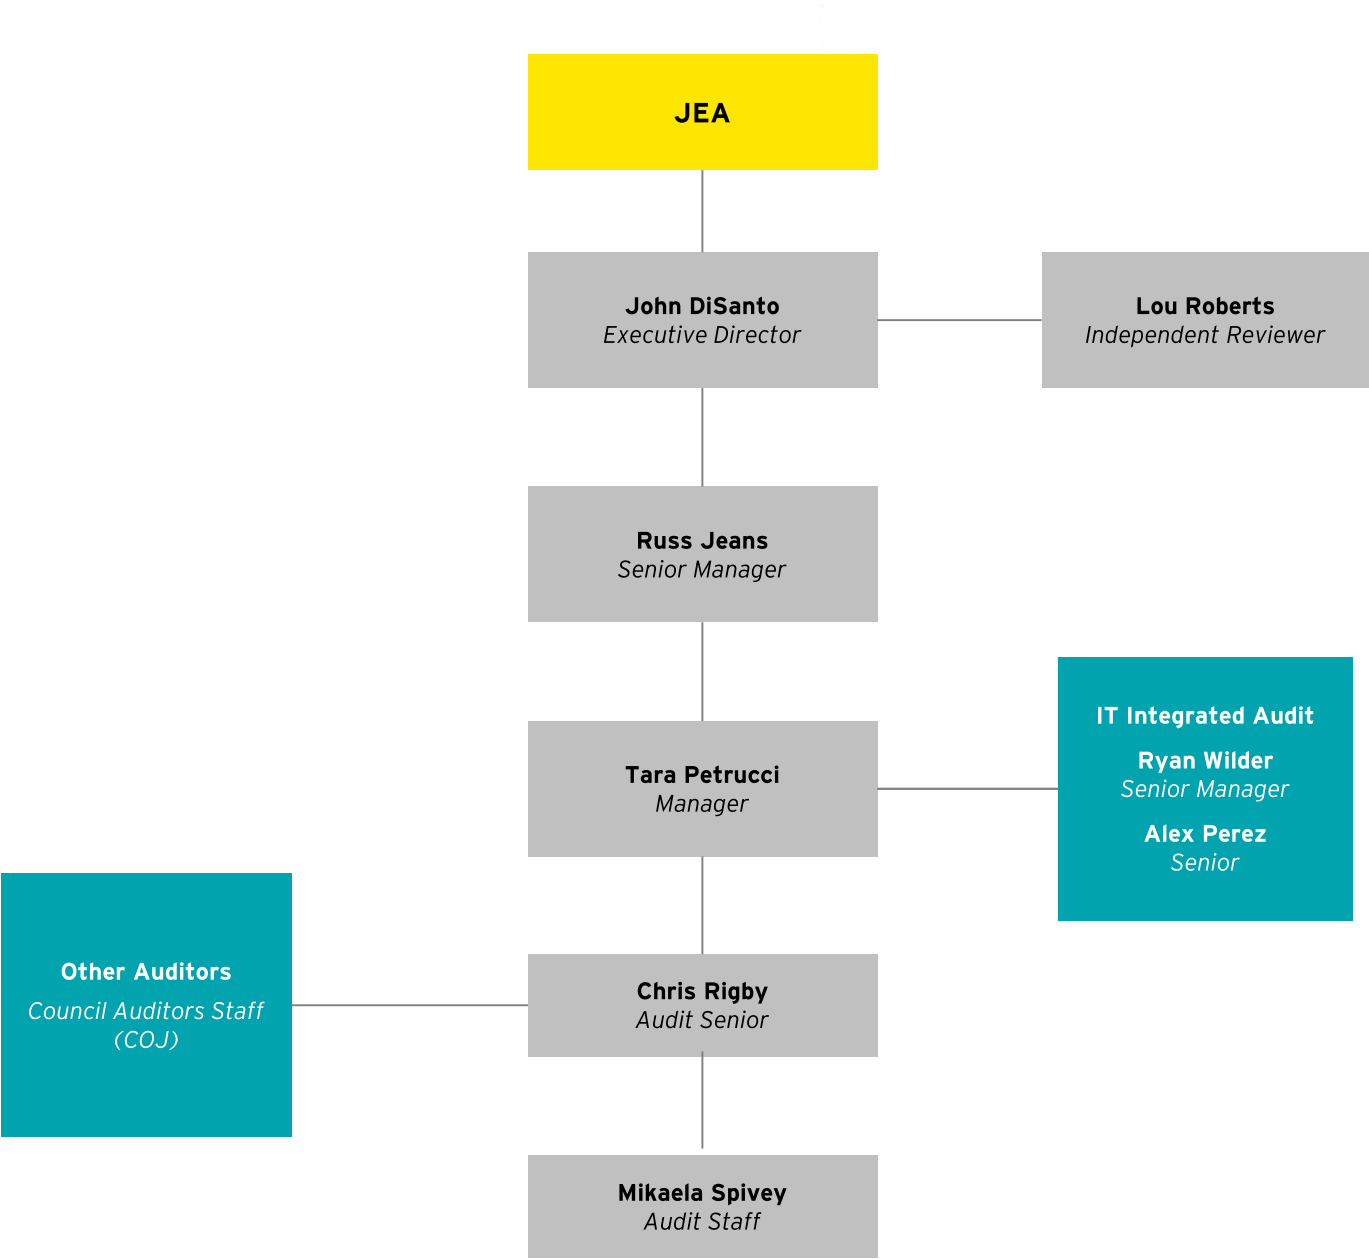 JEA
John DiSanto
Executive Director
Lou Roberts
Independent Reviewer
Russ Jeans
Senior Manager
Tara Petrucci
Manager
IT Integrated Audit
Ryan Wilder
Senior Manager
Alex Perez
Senior
Other Auditors
Council Auditors Staff
(COJ)
Chris Rigby
Audit Senior
Mikaela Spivey
Audit Staff